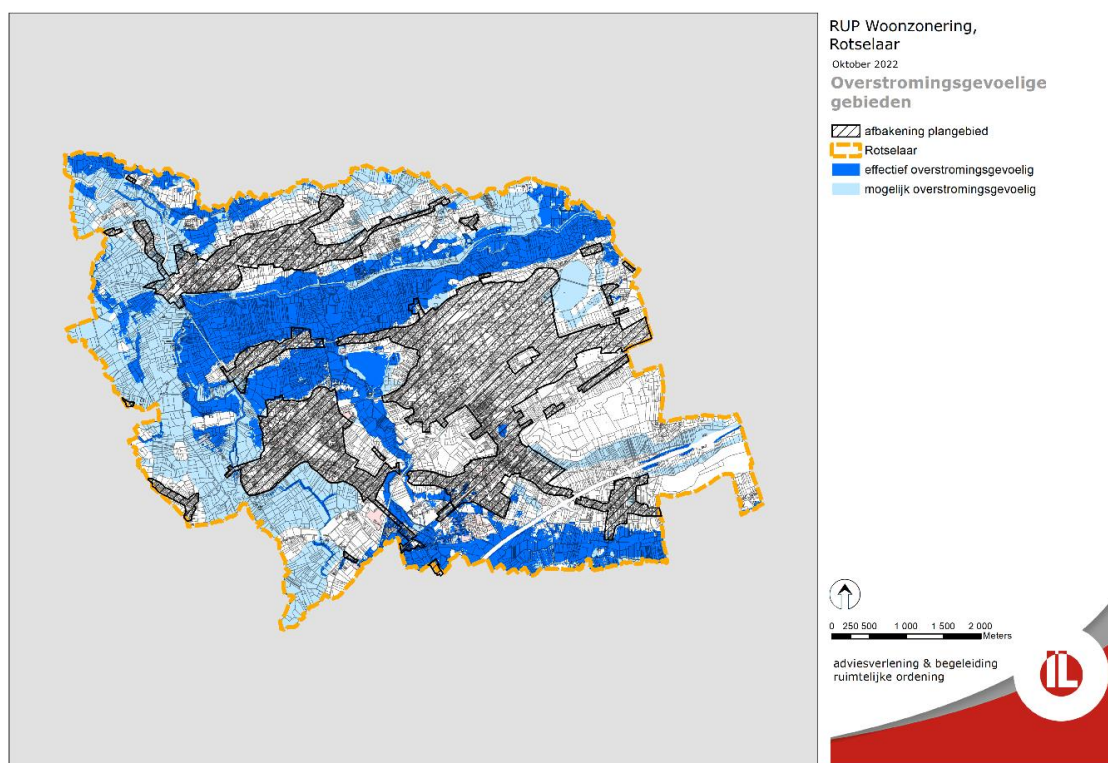 RUP Woonzonering,
Rotselaar
Oktober 2022
Overstromingsgevoelige
gebieden
afbakening plangebied
Rotselaar
effectief overstromingsgevoelig
mogelijk overstromingsgevoelig
0 250 500 1 000 1 500 2 000
Meters
adviesverlening & begeleiding
ruimtelijke ordening
IL